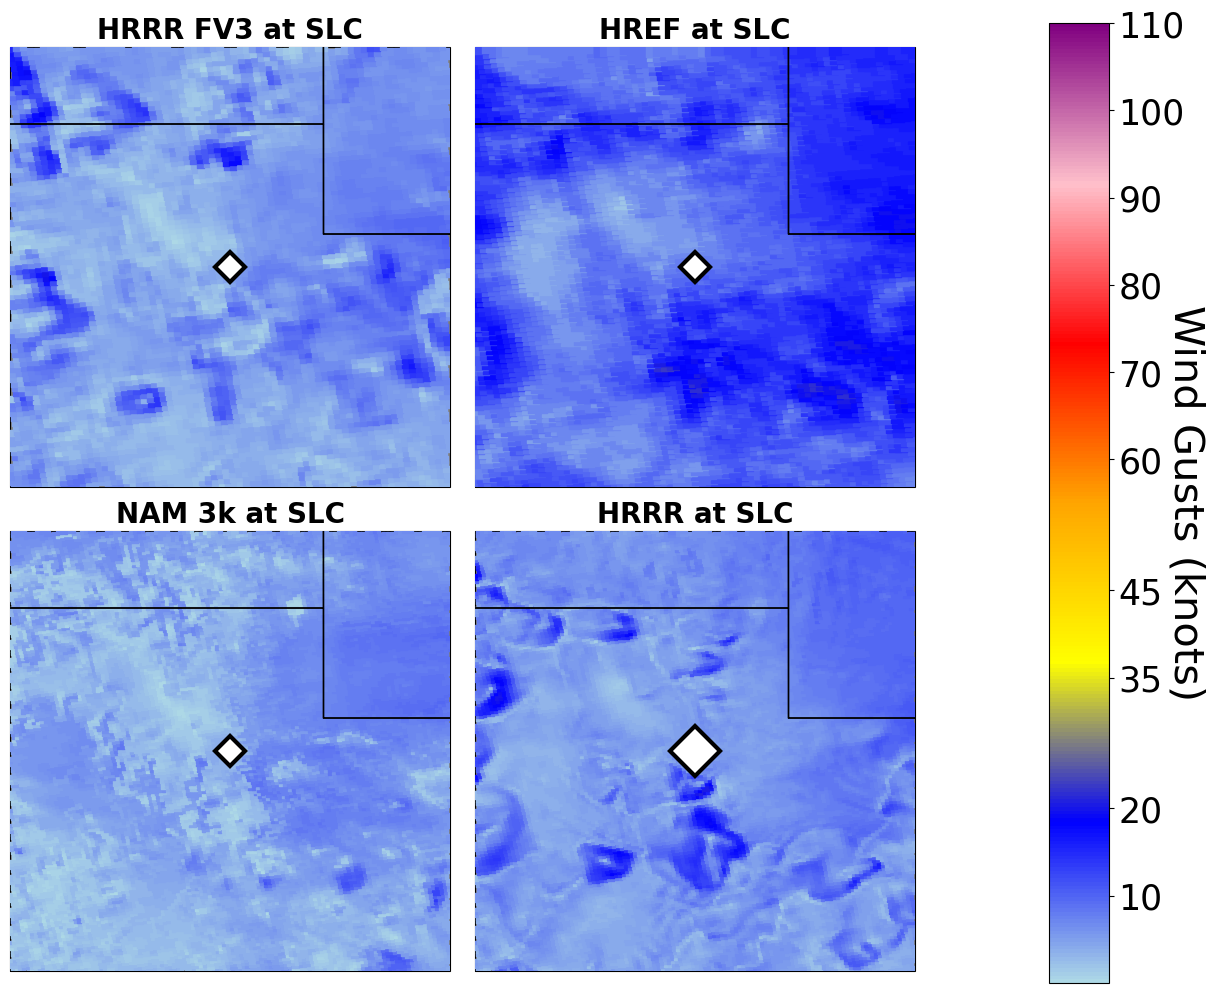 HRRR FV3 at SLC
HREF at SLC
NAM 3k at SLC
HRRR at SLC
110
100
90
80
70
60
45
35
20
10
Wind Gusts (knots)